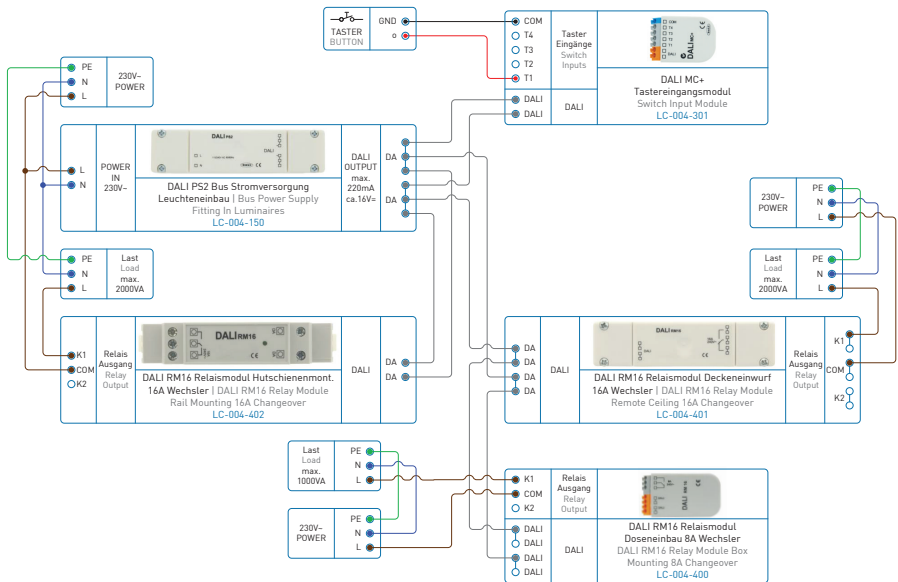 TASTER
BUTTON
GND
o
COM
T4
T3
T2
T1
Taster
Eingänge
Switch
Inputs
DALI
DALI
DALI
DALI MC+
DALI MC+
Tastereingangsmodul
Switch Input Module
LC-004-301
PE
N
L
230V~
POWER
L
N
POWER
IN
230V~
DALI PS2
DALI PS2 Bus Stromversorgung
Leuchteneinbau | Bus Power Supply
Fitting In Luminaires
LC-004-150
DALI
OUTPUT
max.
220mA
ca.16V=
DA
DA
PE
N
L
Last
Load
max.
2000VA
K1
COM
K2
Relais
Ausgang
Relay
Output
DALI RM16
DALI RM16 Relaismodul Hutschienenmont.
16A Wechsler | DALI RM16 Relay Module
Rail Mounting 16A Changeover
LC-004-402
DALI
DA
DA
230V~
POWER
PE
N
L
Last
Load
max.
2000VA
PE
N
L
DA
DA
DA
DA
DALI
DALI RM16
DALI RM16 Relaismodul Deckeneinwurf
16A Wechsler | DALI RM16 Relay Module
Remote Ceiling 16A Changeover
LC-004-401
Relais
Ausgang
Relay
Output
K1
COM
K2
Last
Load
max.
1000VA
PE
N
L
230V~
POWER
PE
N
L
K1
COM
K2
Relais
Ausgang
Relay
Output
DALI
DALI
DALI
DALI
DALI
DALI RM16 Relaismodul
Doseneinbau 8A Wechsler
DALI RM16 Relay Module Box
Mounting 8A Changeover
LC-004-400